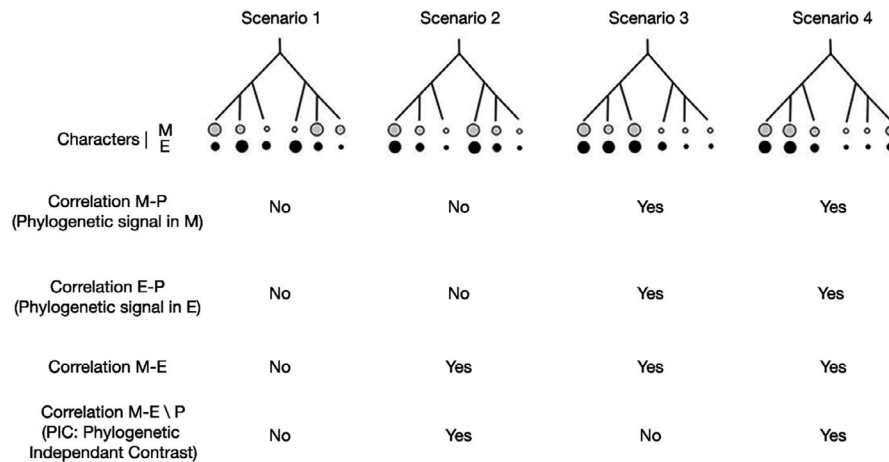 Scenario 1 Scenario 2 Scenario 3 Scenario 4
Characters | M
E
Correlation M-P
(Phylogenetic signal in M)
No No Yes Yes
Correlation E-P
(Phylogenetic signal in E)
No No Yes Yes
Correlation M-E No Yes Yes Yes
Correlation M-E \ P
(PIC: Phylogenetic
Independant Contrast)
No Yes No Yes